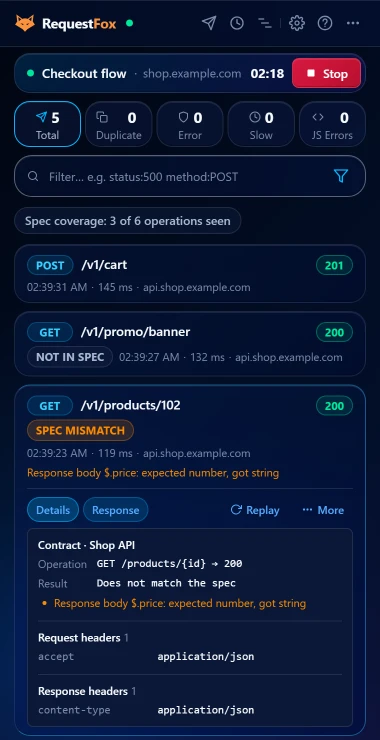 RequestFox
Checkout flow · shop.example.com 02:18 Stop
5 0 0 0 0
Total Duplicate Error Slow JS Errors
Filter... e.g. status:500 method:POST
Spec coverage: 3 of 6 operations seen
POST /v1/cart 201
02:39:31 AM · 145 ms · api.shop.example.com
GET /v1/promo/banner 200
NOT IN SPEC 02:39:27 AM · 132 ms · api.shop.example.com
GET /v1/products/102 200
SPEC MISMATCH
02:39:23 AM · 119 ms · api.shop.example.com
Response body $.price: expected number, got string
Details Response Replay ··· More
Contract · Shop API
Operation GET /products/{id} → 200
Result Does not match the spec
• Response body $.price: expected number, got string
Request headers 1
accept application/json
Response headers 1
content-type application/json